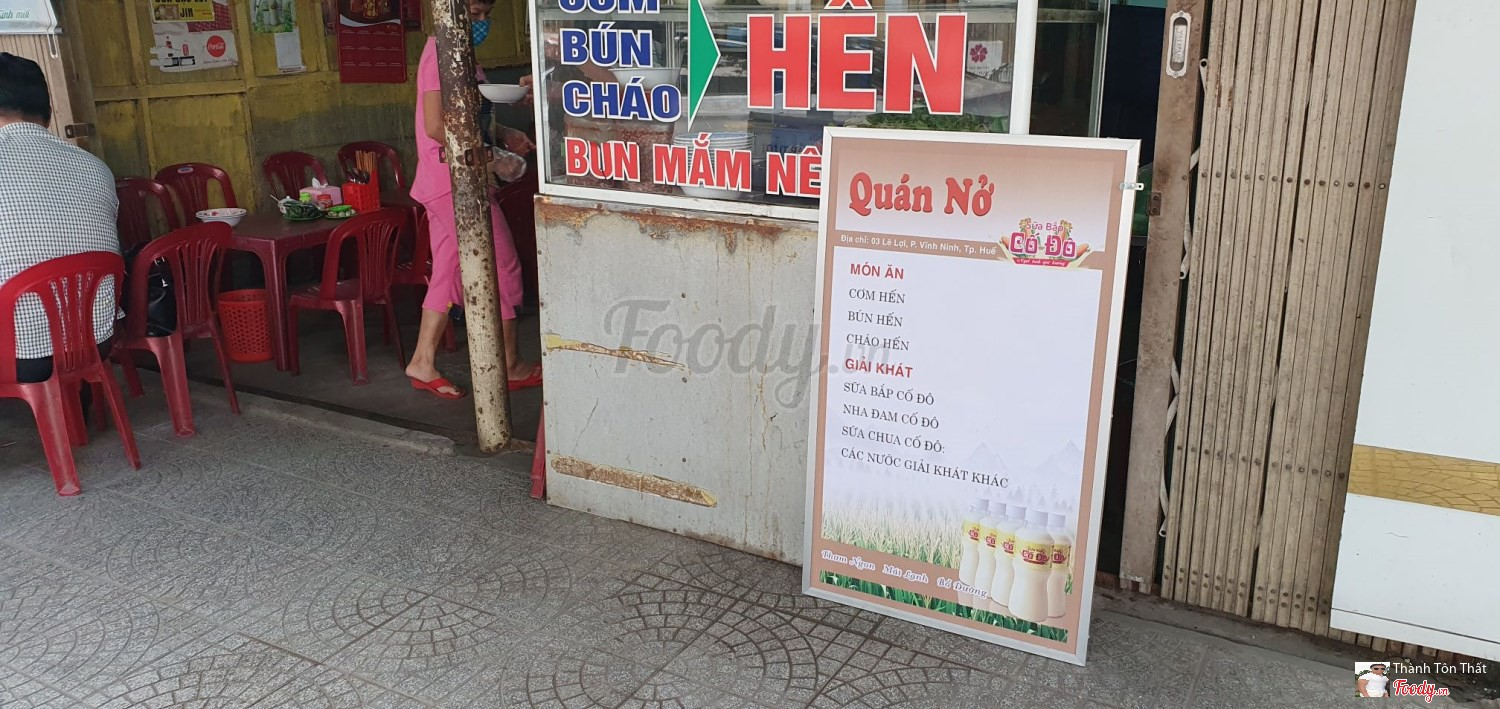 CƠM
BÚN
CHÁO
HẾN
BUN MẮM NÊ
Quán Nở
Sữa Bắp
CỐ ĐÔ
Địa chỉ: 03 Lê Lợi, P. Vĩnh Ninh, Tp. Huế
MÓN ĂN
CƠM HẾN
BÚN HẾN
CHÁO HẾN
GIẢI KHÁT
SỮA BẮP CỐ ĐÔ
NHA ĐAM CỐ ĐÔ
SỮA CHUA CỐ ĐÔ:
CÁC NƯỚC GIẢI KHÁT KHÁC
Thơm Ngon Mát Lạnh Bổ Dưỡng
Coca-Cola
Foody.vn
Thành Tôn Thất
Foody.vn